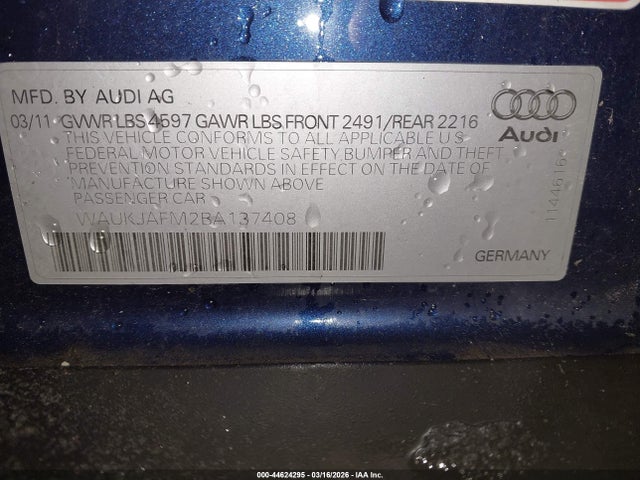 MFD. BY AUDI AG
03/11 GVWR LBS 4597 GAWR LBS FRONT 2491/REAR 2216
THIS VEHICLE CONFORMS TO ALL APPLICABLE U S
FEDERAL MOTOR VEHICLE SAFETY BUMPER AND THEFT
PREVENTION STANDARDS IN EFFECT ON THE DATE OF
MANUFACTURE SHOWN ABOVE
PASSENGER CAR
WAUKJAFM2BA137408
Audi
1144616
GERMANY
000-44624295 - 03/16/2026 - IAA Inc.